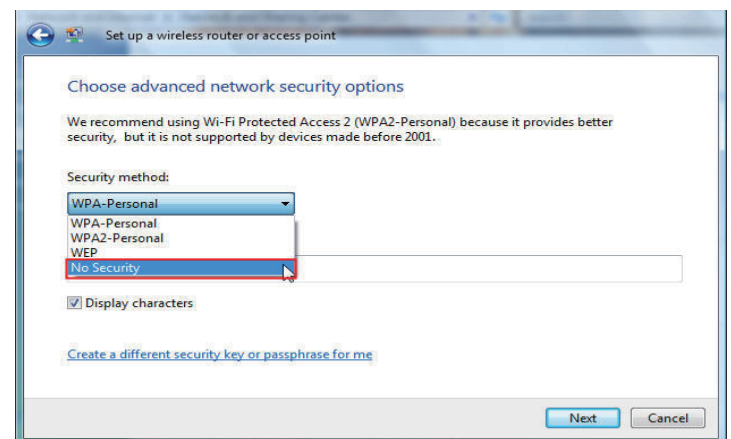 Set up a wireless router or access point
Choose advanced network security options
We recommend using Wi-Fi Protected Access 2 (WPA2-Personal) because it provides better
security, but it is not supported by devices made before 2001.
Security method:
WPA-Personal
WPA-Personal
WPA2-Personal
WEP
No Security
Display characters
Create a different security key or passphrase for me
Next Cancel